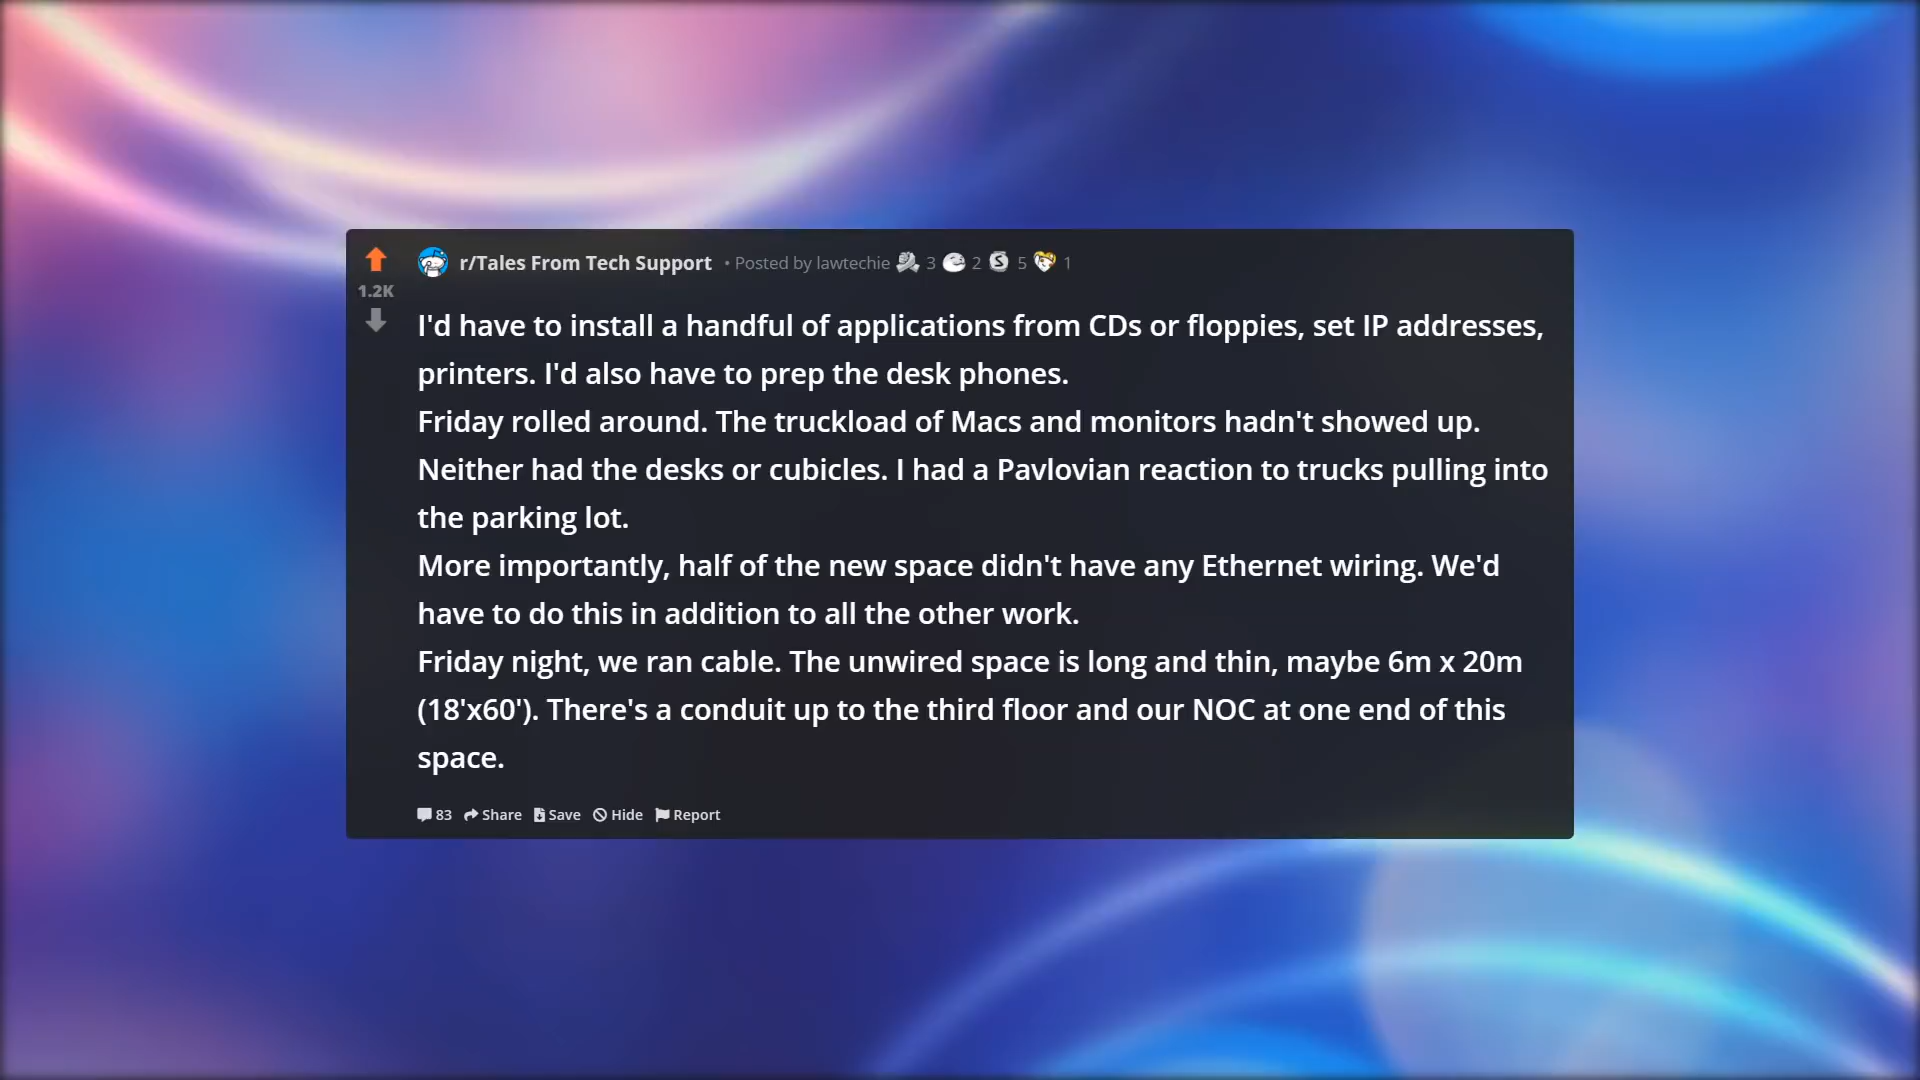 r/Tales From Tech Support • Posted by lawtechie 3 2 5 1
1.2K
I'd have to install a handful of applications from CDs or floppies, set IP addresses,
printers. I'd also have to prep the desk phones.
Friday rolled around. The truckload of Macs and monitors hadn't showed up.
Neither had the desks or cubicles. I had a Pavlovian reaction to trucks pulling into
the parking lot.
More importantly, half of the new space didn't have any Ethernet wiring. We'd
have to do this in addition to all the other work.
Friday night, we ran cable. The unwired space is long and thin, maybe 6m x 20m
(18'x60'). There's a conduit up to the third floor and our NOC at one end of this
space.
83 Share Save Hide Report